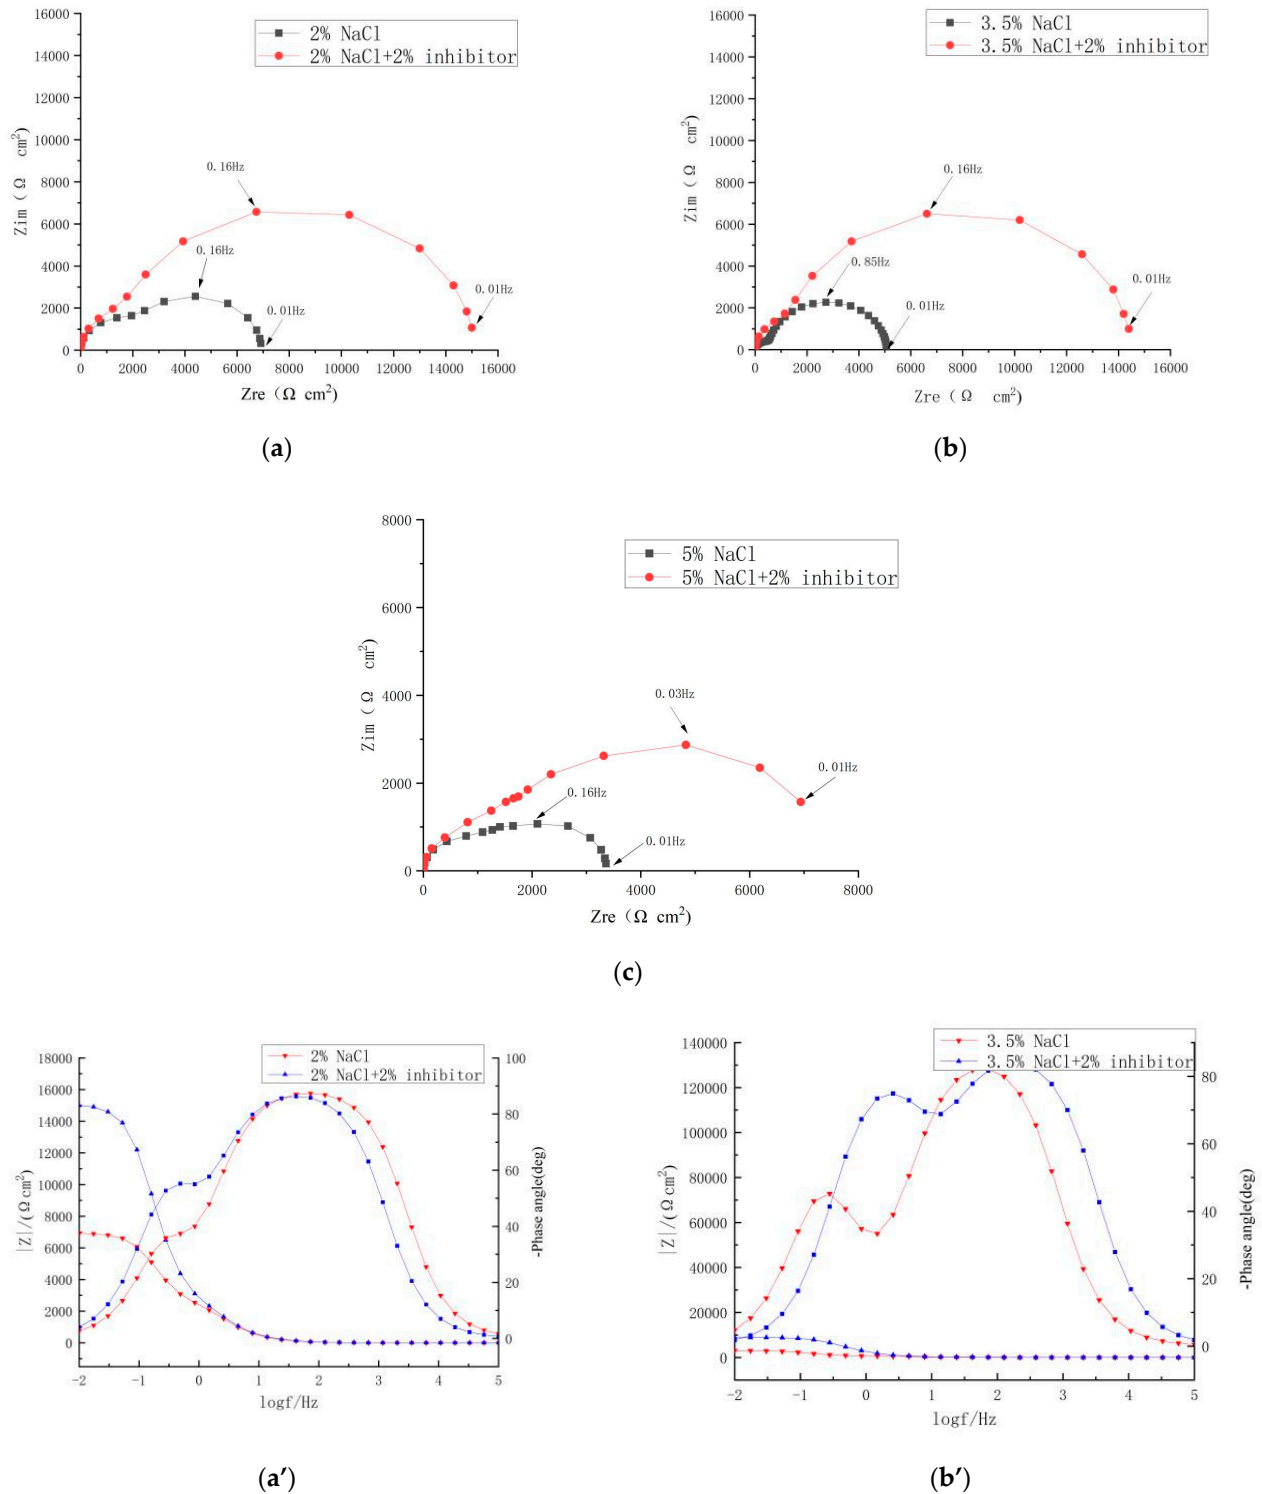 2% NaCl
2% NaCl+2% inhibitor
16000
14000
12000
10000
8000
6000
4000
2000
0
Zim (Ω cm²)
0.16Hz
0.16Hz
0.01Hz
0.01Hz
0 2000 4000 6000 8000 10000 12000 14000 16000
Zre (Ω cm²)
(a)
3.5% NaCl
3.5% NaCl+2% inhibitor
16000
14000
12000
10000
8000
6000
4000
2000
0
Zim (Ω cm²)
0.16Hz
0.85Hz
0.01Hz
0.01Hz
0 2000 4000 6000 8000 10000 12000 14000 16000
Zre (Ω cm²)
(b)
5% NaCl
5% NaCl+2% inhibitor
8000
6000
4000
2000
0
Zim (Ω cm²)
0.03Hz
0.01Hz
0.16Hz
0.01Hz
0 2000 4000 6000 8000
Zre (Ω cm²)
(c)
2% NaCl
2% NaCl+2% inhibitor
18000
16000
14000
12000
10000
8000
6000
4000
2000
0
|Z|/(Ω cm²)
100
80
60
40
20
0
-Phase angle(deg)
-2 -1 0 1 2 3 4 5
logf/Hz
(a′)
3.5% NaCl
3.5% NaCl+2% inhibitor
140000
120000
100000
80000
60000
40000
20000
0
|Z|/(Ω cm²)
80
60
40
20
0
-Phase angle(deg)
-2 -1 0 1 2 3 4 5
logf/Hz
(b′)